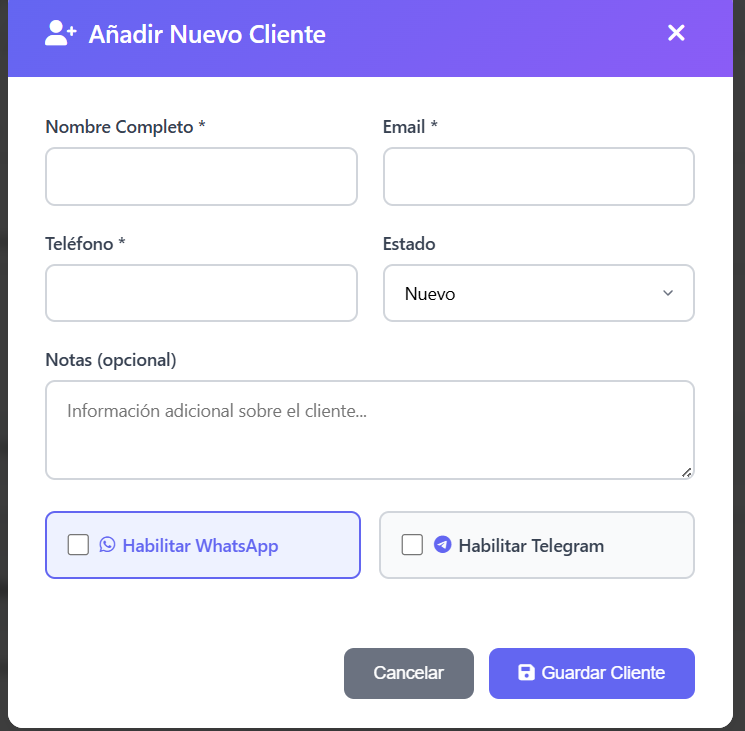 Añadir Nuevo Cliente
Nombre Completo *
Email *
Teléfono *
Estado
Nuevo
Notas (opcional)
Información adicional sobre el cliente...
Habilitar WhatsApp
Habilitar Telegram
Cancelar
Guardar Cliente